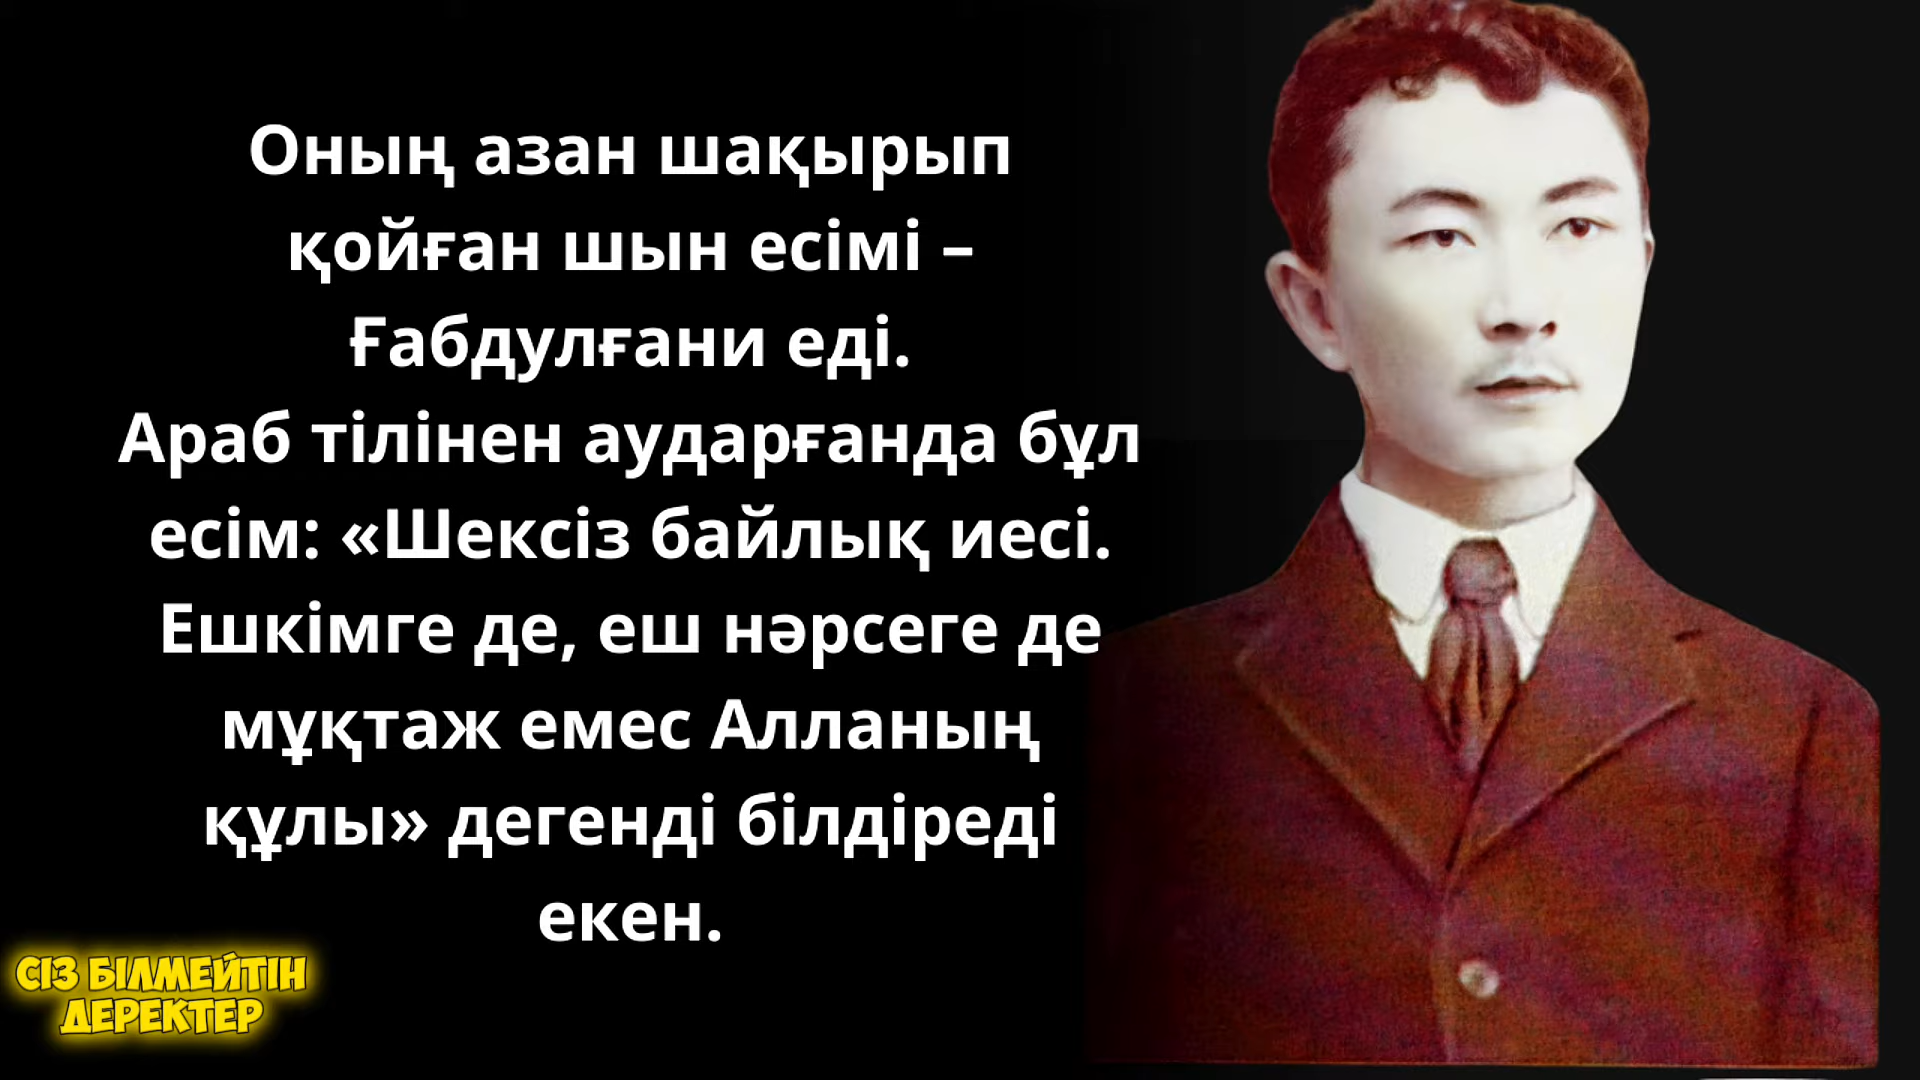 Оның азан шақырып
қойған шын есімі –
Ғабдулғани еді.
Араб тілінен аударғанда бұл
есім: «Шексіз байлық иесі.
Ешкімге де, еш нәрсеге де
мұқтаж емес Алланың
құлы» дегенді білдіреді
екен.
СІЗ БІЛМЕЙТІН
ДЕРЕКТЕР